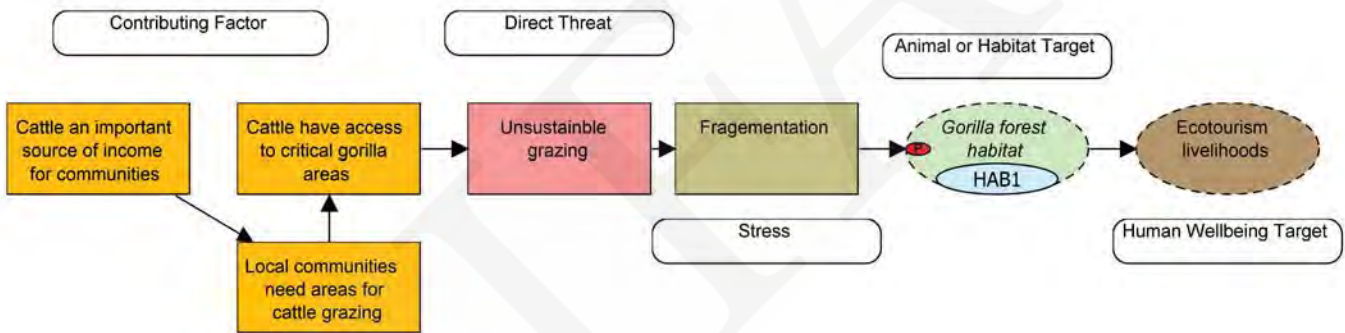 Contributing Factor
Direct Threat
Animal or Habitat Target
Cattle an important
source of income
for communities
Cattle have access
to critical gorilla
areas
Unsustainble
grazing
Fragementation
Gorilla forest
habitat
P
HAB1
Ecotourism
livelihoods
Stress
Human Wellbeing Target
Local communities
need areas for
cattle grazing